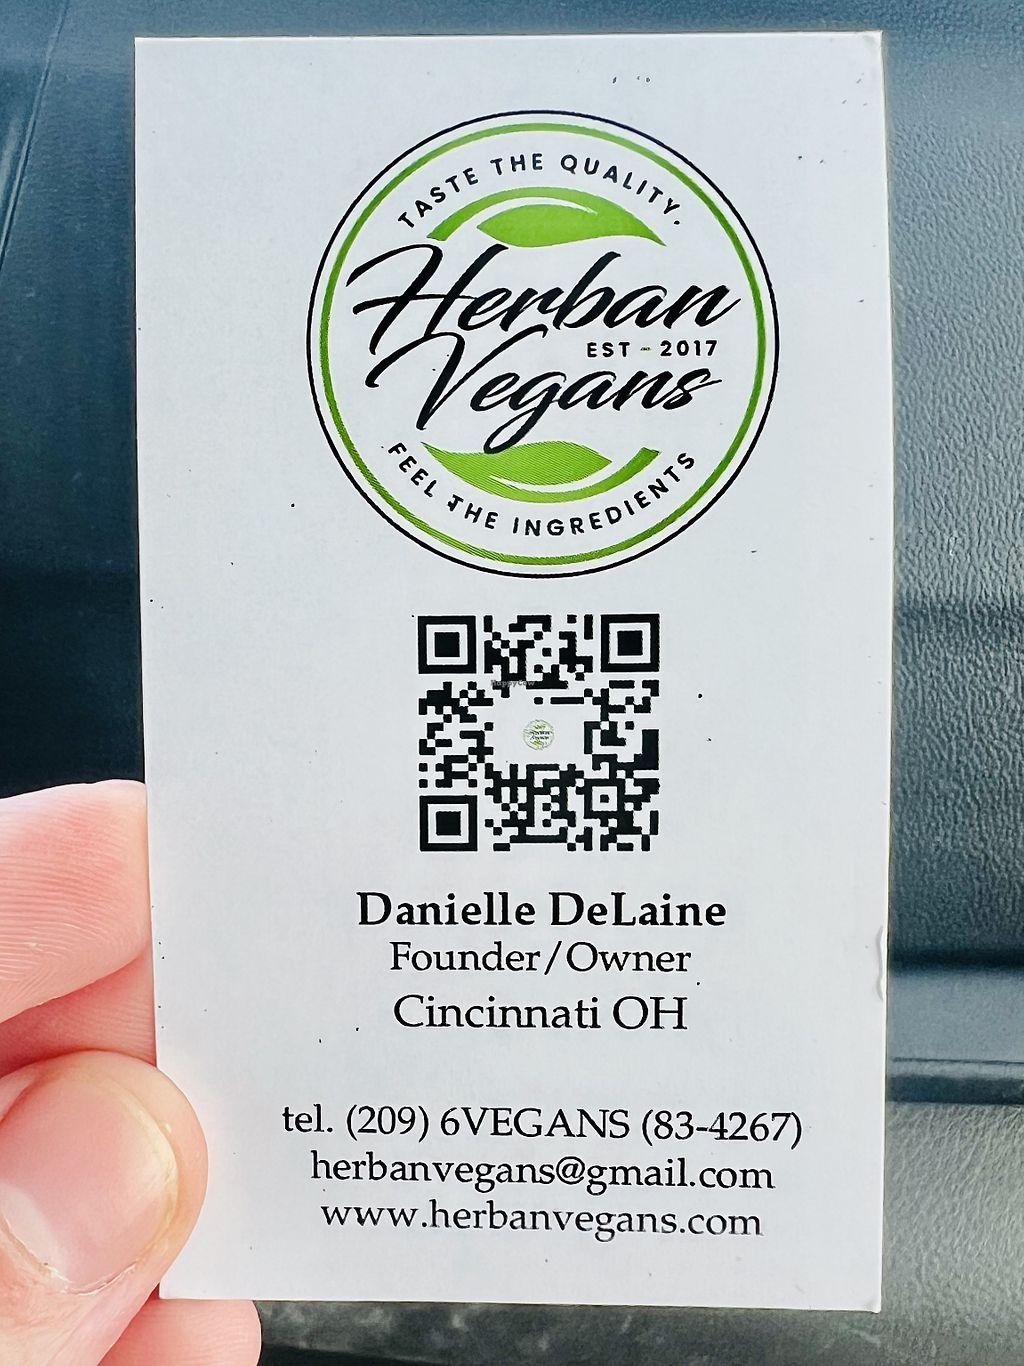 TASTE THE QUALITY.
Herban
EST - 2017
Vegans
FEEL THE INGREDIENTS
HappyCow
Danielle DeLaine
Founder/Owner
Cincinnati OH
tel. (209) 6VEGANS (83-4267)
herbanvegans@gmail.com
www.herbanvegans.com